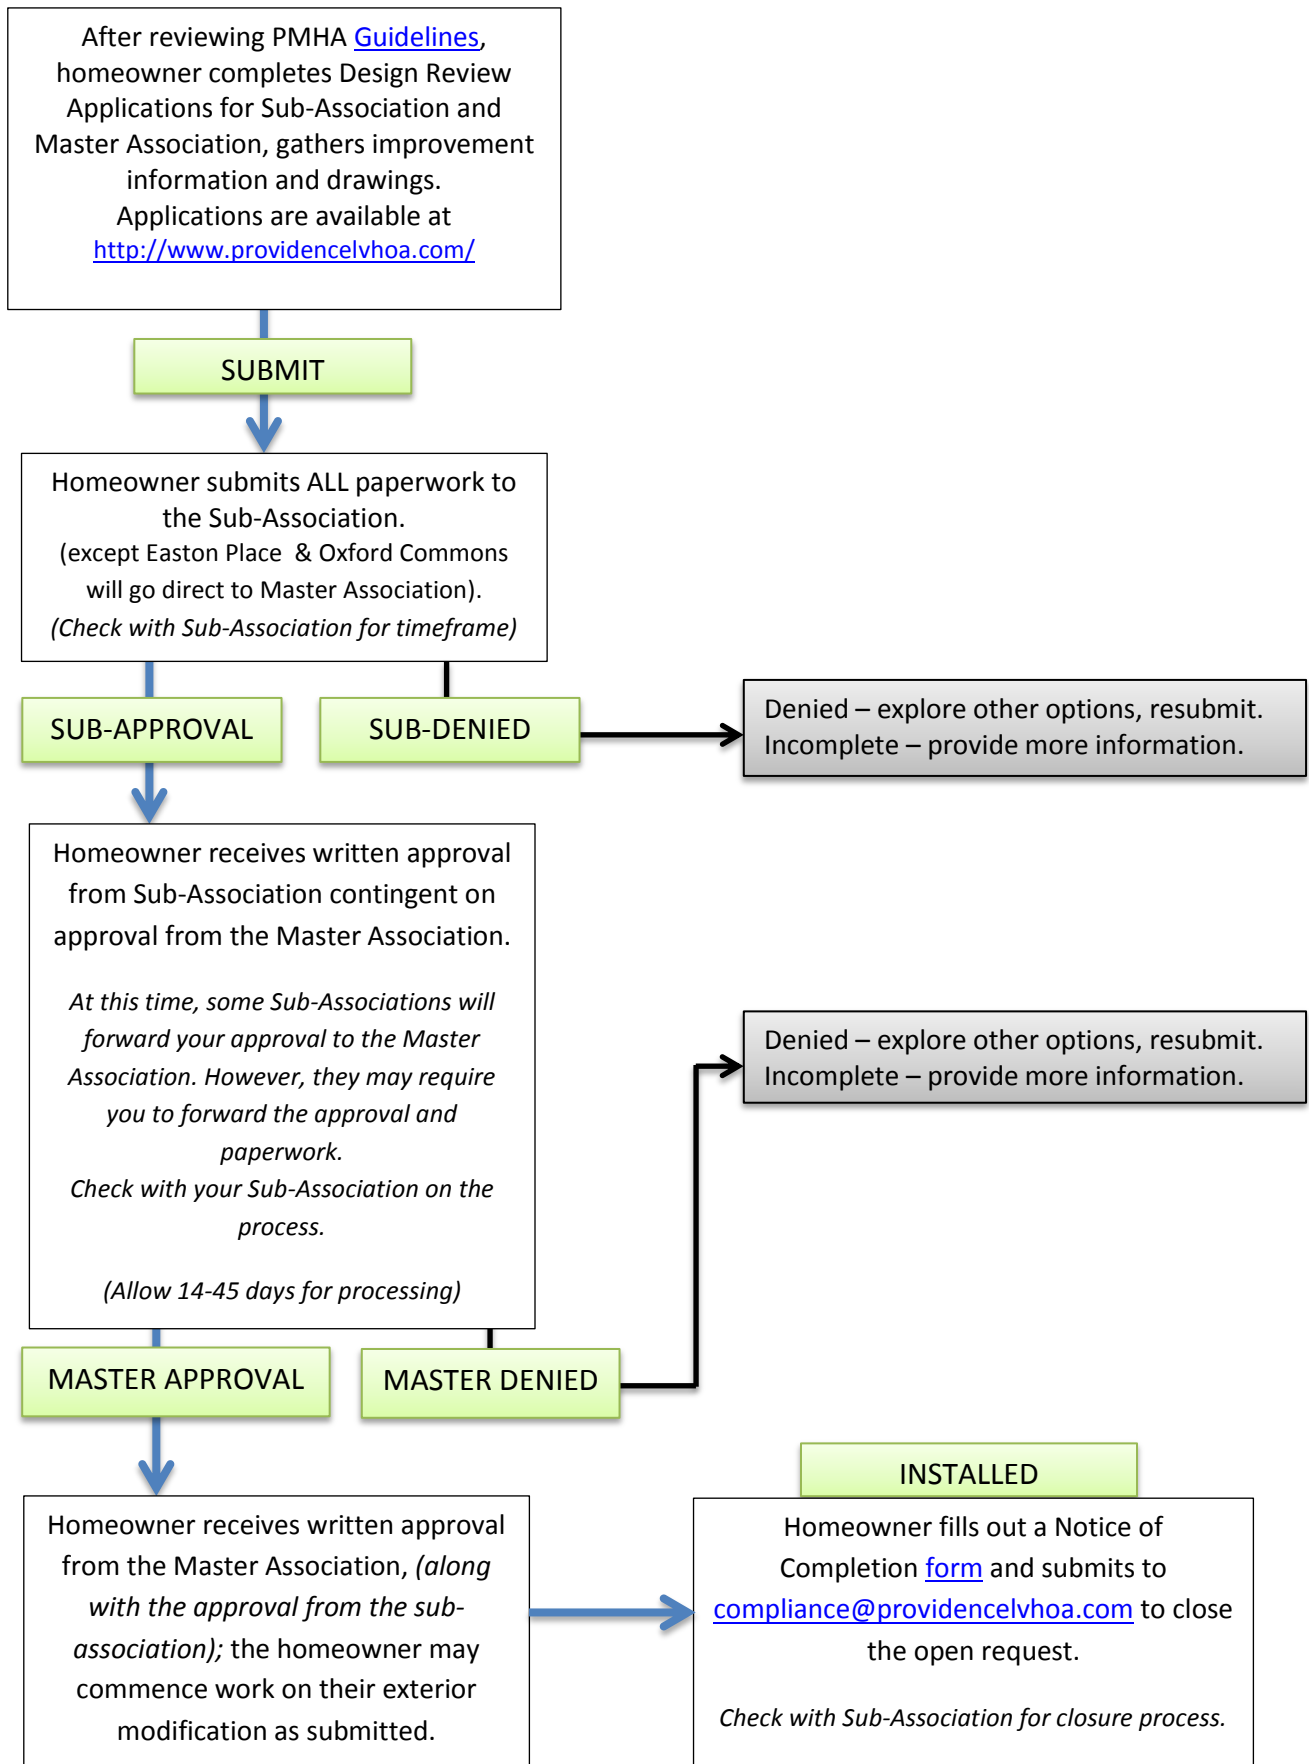 After reviewing PMHA Guidelines,
homeowner completes Design Review
Applications for Sub-Association and
Master Association, gathers improvement
information and drawings.
Applications are available at
http://www.providencelvhoa.com/
SUBMIT
Homeowner submits ALL paperwork to
the Sub-Association.
(except Easton Place & Oxford Commons
will go direct to Master Association).
(Check with Sub-Association for timeframe)
SUB-APPROVAL
SUB-DENIED
Denied – explore other options, resubmit.
Incomplete – provide more information.
Homeowner receives written approval
from Sub-Association contingent on
approval from the Master Association.
At this time, some Sub-Associations will
forward your approval to the Master
Association. However, they may require
you to forward the approval and
paperwork.
Check with your Sub-Association on the
process.
(Allow 14-45 days for processing)
Denied – explore other options, resubmit.
Incomplete – provide more information.
MASTER APPROVAL
MASTER DENIED
Homeowner receives written approval
from the Master Association, (along
with the approval from the sub-
association); the homeowner may
commence work on their exterior
modification as submitted.
INSTALLED
Homeowner fills out a Notice of
Completion form and submits to
compliance@providencelvhoa.com to close
the open request.
Check with Sub-Association for closure process.